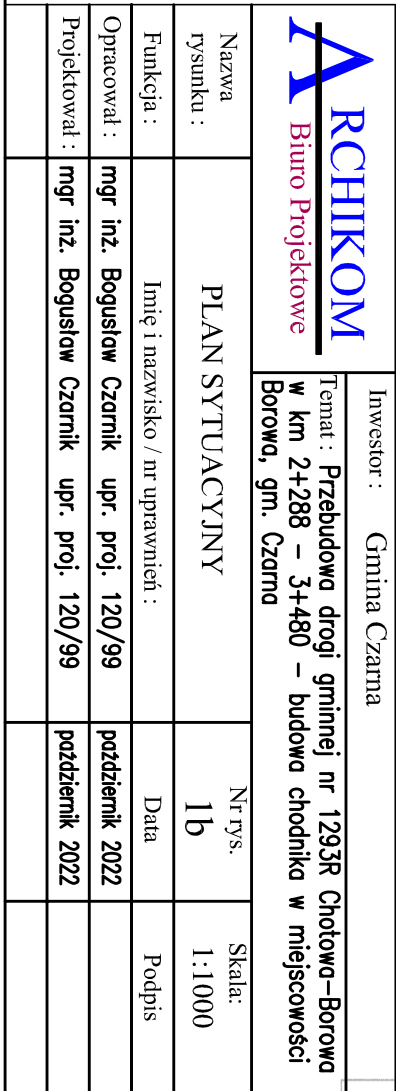 ARCHIKOM
Biuro Projektowe
Inwestor : Gmina Czarna
Temat : Przebudowa drogi gminnej nr 1293R Chotowa-Borowa
w km 2+288 - 3+480 - budowa chodnika w miejscowości
Borowa, gm. Czarna
Nazwa
rysunku :
PLAN SYTUACYJNY
Nr rys.
1b
Skala:
1:1000
Funkcja : Imię i nazwisko / nr uprawnień : Data Podpis
Opracował : mgr inż. Bogusław Czarnik upr. proj. 120/99 październik 2022
Projektował : mgr inż. Bogusław Czarnik upr. proj. 120/99 październik 2022